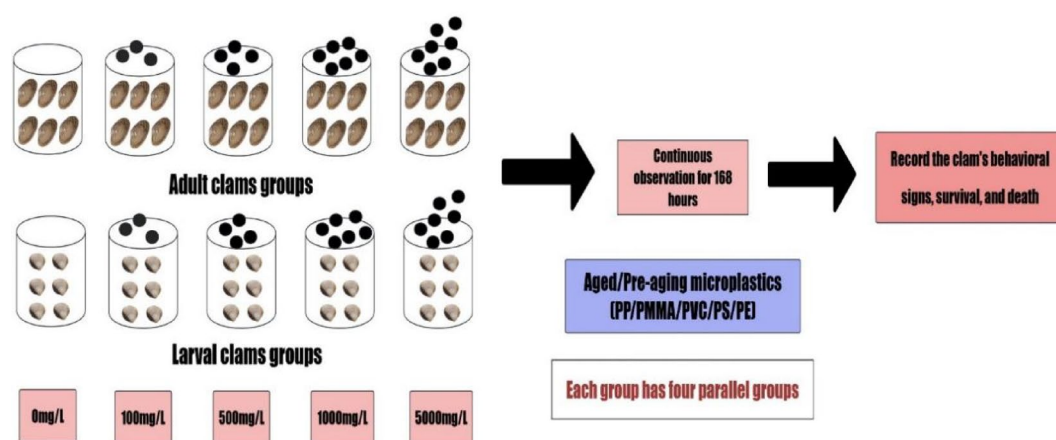 Adult clams groups
Larval clams groups
0mg/L
100mg/L
500mg/L
1000mg/L
5000mg/L
Continuous
observation for 168
hours
Record the clam's behavioral
signs, survival, and death
Aged/Pre-aging microplastics
(PP/PMMA/PVC/PS/PE)
Each group has four parallel groups